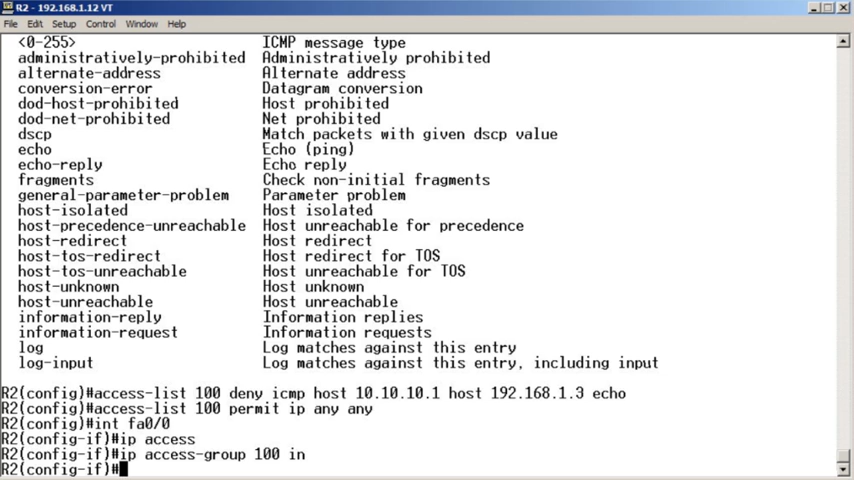 R2 - 192.168.1.12 VT
File Edit Setup Control Window Help
<0-255> ICMP message type
administratively-prohibited Administratively prohibited
alternate-address Alternate address
conversion-error Datagram conversion
dod-host-prohibited Host prohibited
dod-net-prohibited Net prohibited
dscp Match packets with given dscp value
echo Echo (ping)
echo-reply Echo reply
fragments Check non-initial fragments
general-parameter-problem Parameter problem
host-isolated Host isolated
host-precedence-unreachable Host unreachable for precedence
host-redirect Host redirect
host-tos-redirect Host redirect for TOS
host-tos-unreachable Host unreachable for TOS
host-unknown Host unknown
host-unreachable Host unreachable
information-reply Information replies
information-request Information requests
log Log matches against this entry
log-input Log matches against this entry, including input
R2(config)#access-list 100 deny icmp host 10.10.10.1 host 192.168.1.3 echo
R2(config)#access-list 100 permit ip any any
R2(config)#int fa0/0
R2(config-if)#ip access
R2(config-if)#ip access-group 100 in
R2(config-if)#